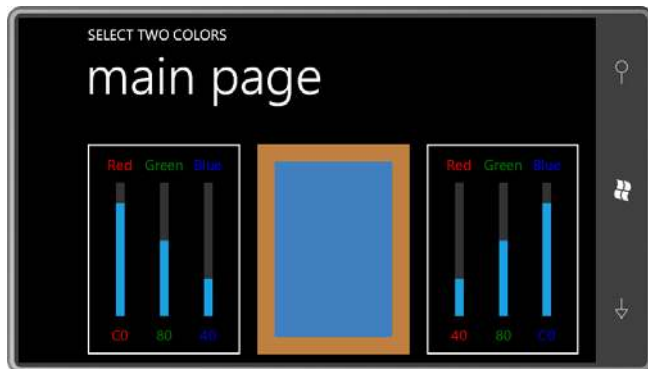 SELECT TWO COLORS
main page
Red Green Blue
C0 80 40
Red Green Blue
40 80 C0